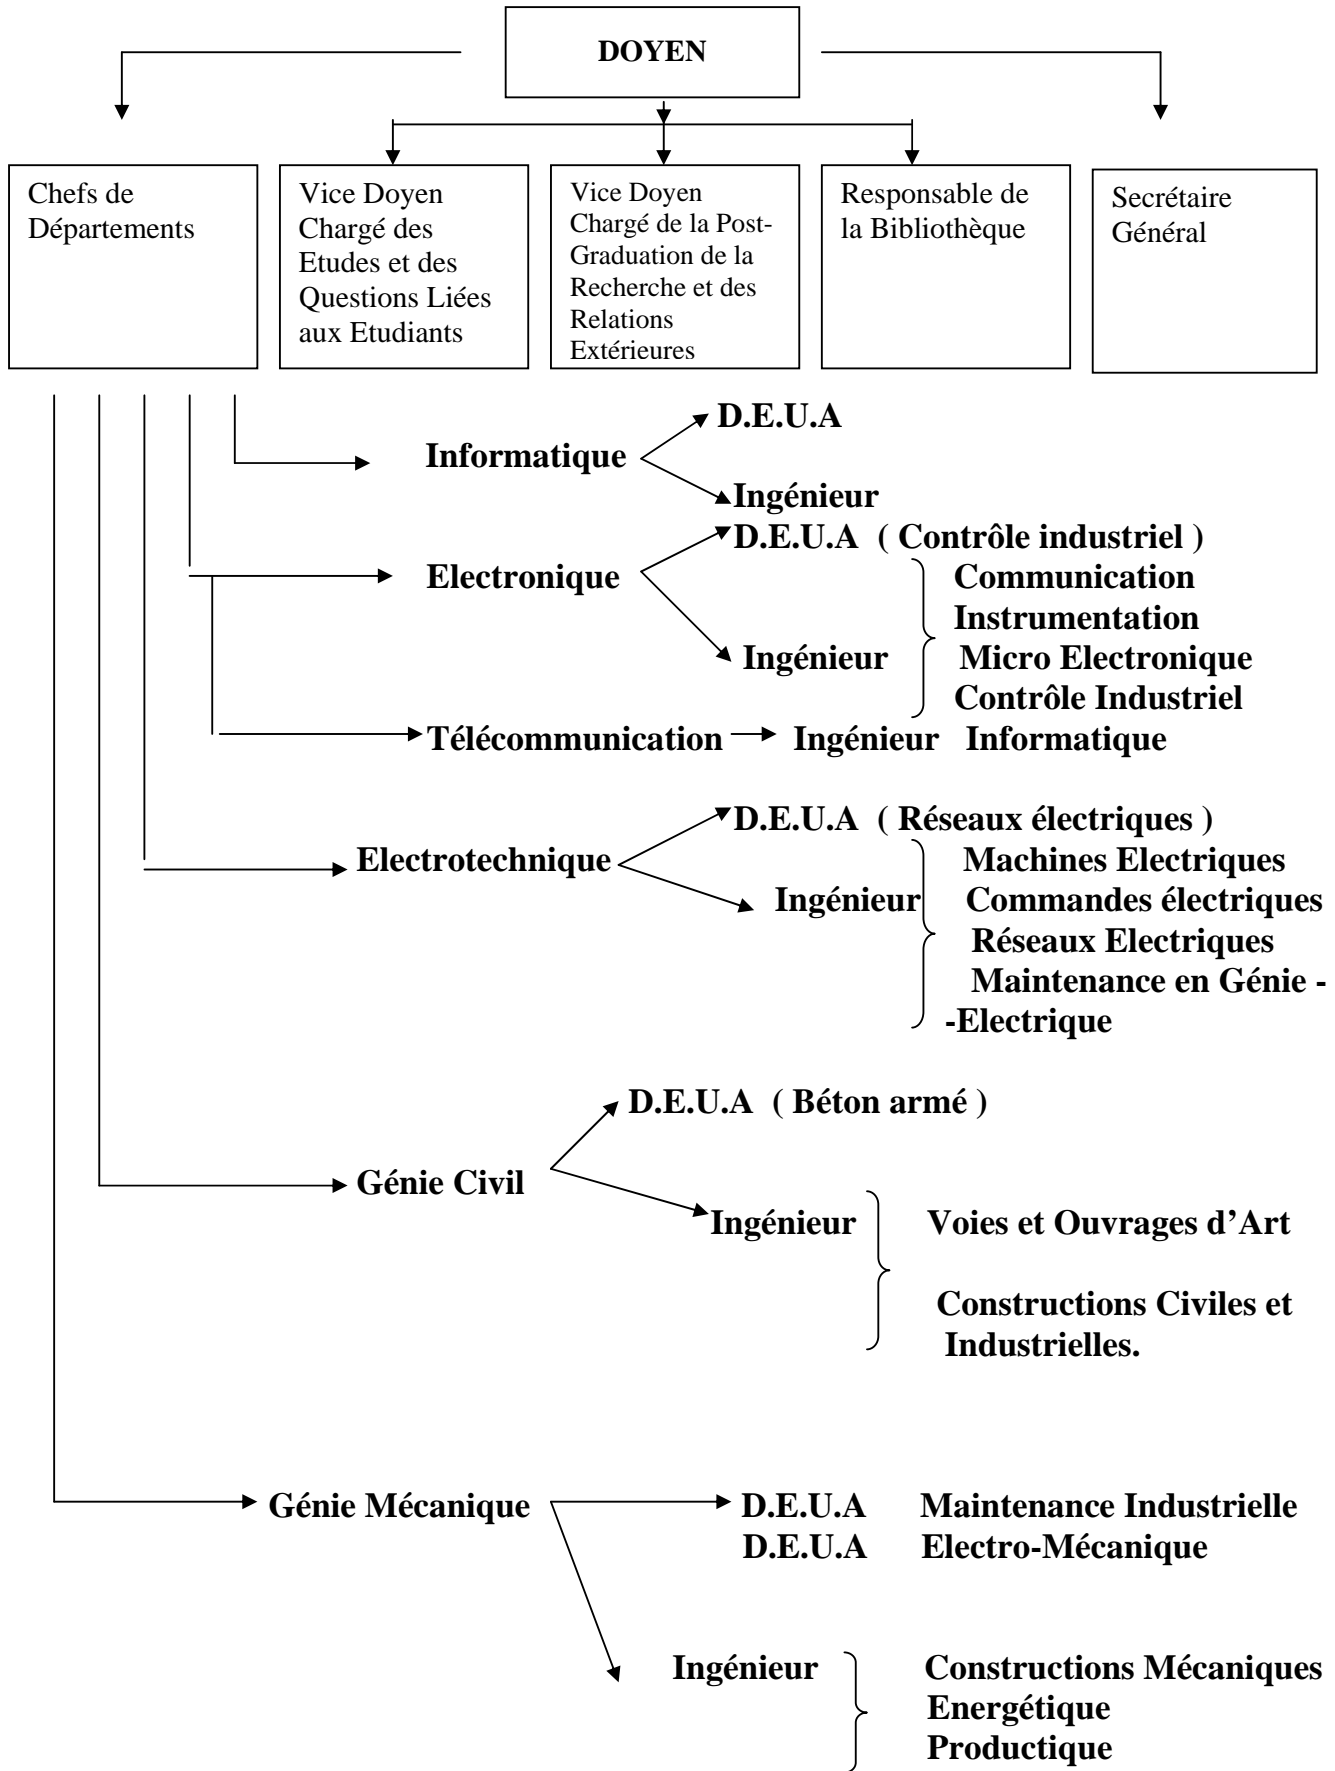 DOYEN
Chefs de
Départements
Vice Doyen
Chargé des
Etudes et des
Questions Liées
aux Etudiants
Vice Doyen
Chargé de la Post-
Graduation de la
Recherche et des
Relations
Extérieures
Responsable de
la Bibliothèque
Secrétaire
Général
Informatique
D.E.U.A
Ingénieur
Electronique
D.E.U.A ( Contrôle industriel )
Ingénieur
Communication
Instrumentation
Micro Electronique
Contrôle Industriel
Télécommunication
Ingénieur Informatique
Electrotechnique
D.E.U.A ( Réseaux électriques )
Ingénieur
Machines Electriques
Commandes électriques
Réseaux Electriques
Maintenance en Génie -
-Electrique
Génie Civil
D.E.U.A ( Béton armé )
Ingénieur
Voies et Ouvrages d’Art
Constructions Civiles et
Industrielles.
Génie Mécanique
D.E.U.A Maintenance Industrielle
D.E.U.A Electro-Mécanique
Ingénieur
Constructions Mécaniques
Energétique
Productique